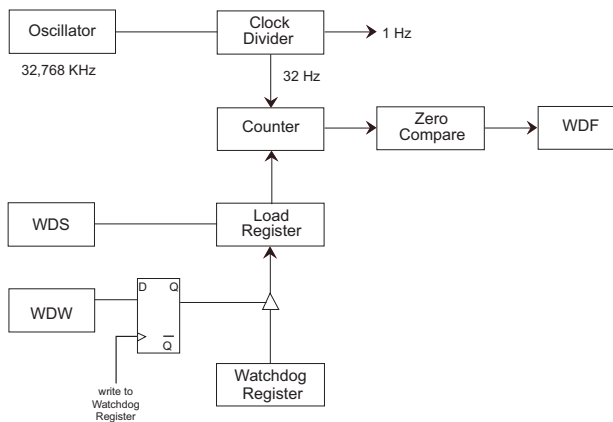 Oscillator
Clock
Divider
1 Hz
32,768 KHz
32 Hz
Counter
Zero
Compare
WDF
WDS
Load
Register
WDW
D
Q
Q
write to
Watchdog
Register
Watchdog
Register